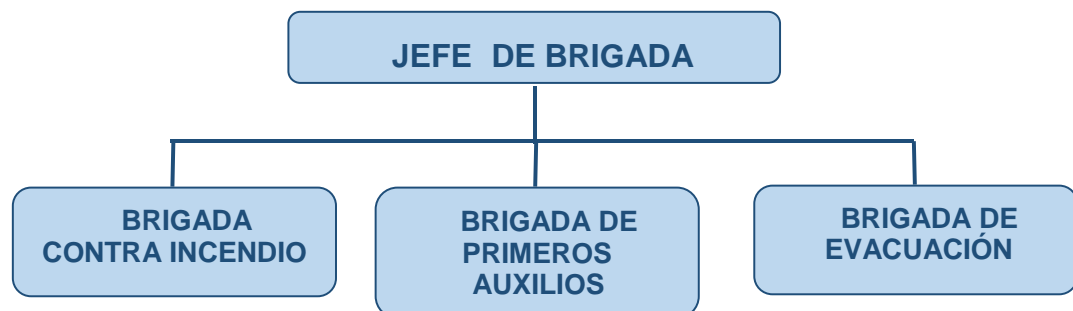 JEFE DE BRIGADA
BRIGADA
CONTRA INCENDIO
BRIGADA DE
PRIMEROS
AUXILIOS
BRIGADA DE
EVACUACIÓN